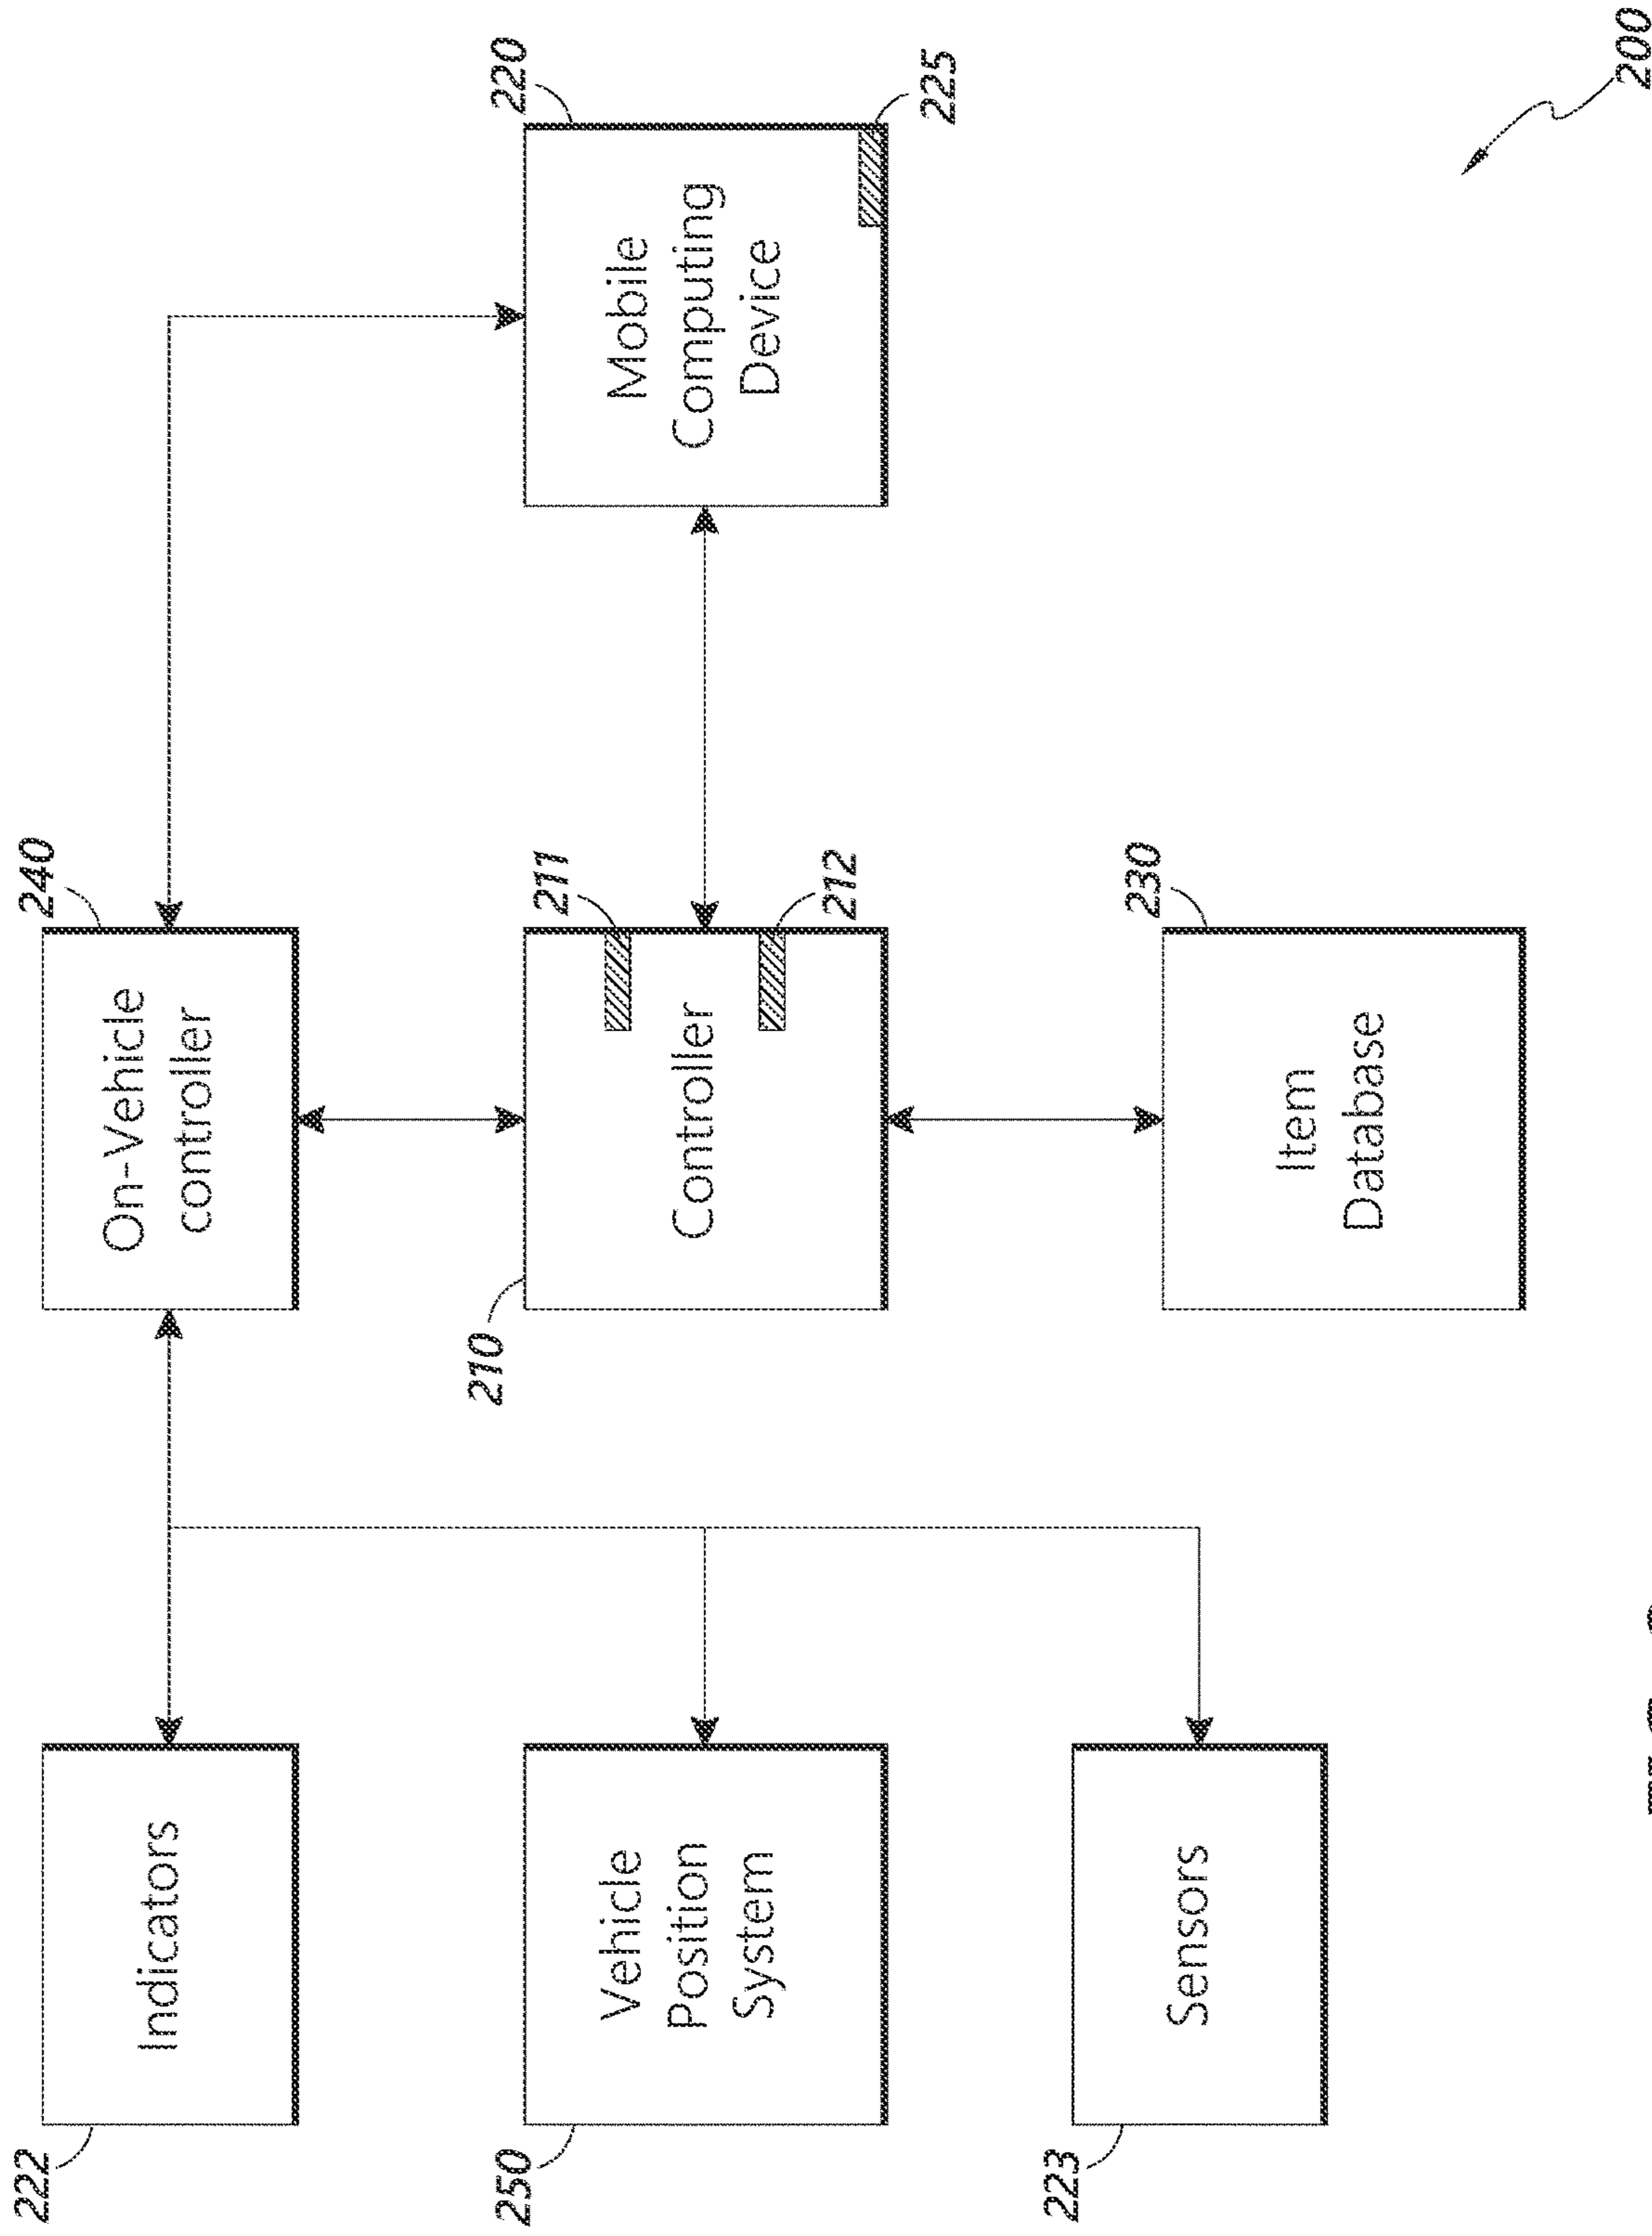 222
Indicators
240
On-Vehicle
controller
250
Vehicle
Position
System
210
Controller
211
212
220
Mobile
Computing
Device
225
223
Sensors
230
Item
Database
200